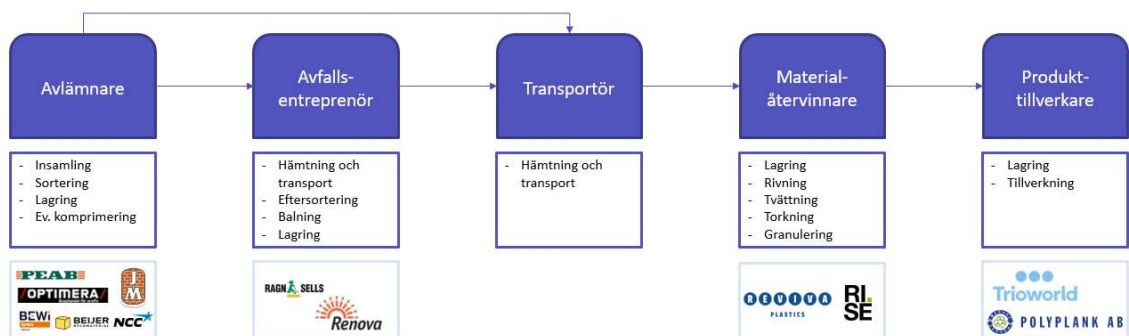 Avlämnare
Avfalls-
entreprenör
Transportör
Material-
återvinnare
Produkt-
tillverkare
- Insamling
- Sortering
- Lagring
- Ev. komprimering
- Hämtning och
transport
- Eftersortering
- Balning
- Lagring
- Hämtning och
transport
- Lagring
- Rivning
- Tvättning
- Torkning
- Granulering
- Lagring
- Tillverkning
PEAB
JM
OPTIMERA
BEWi
BEIJER
BYGGMATERIAL
NCC
RAGN SELLS
Renova
REVIVA
PLASTICS
RI.
SE
Trioworld
POLYPLANK AB